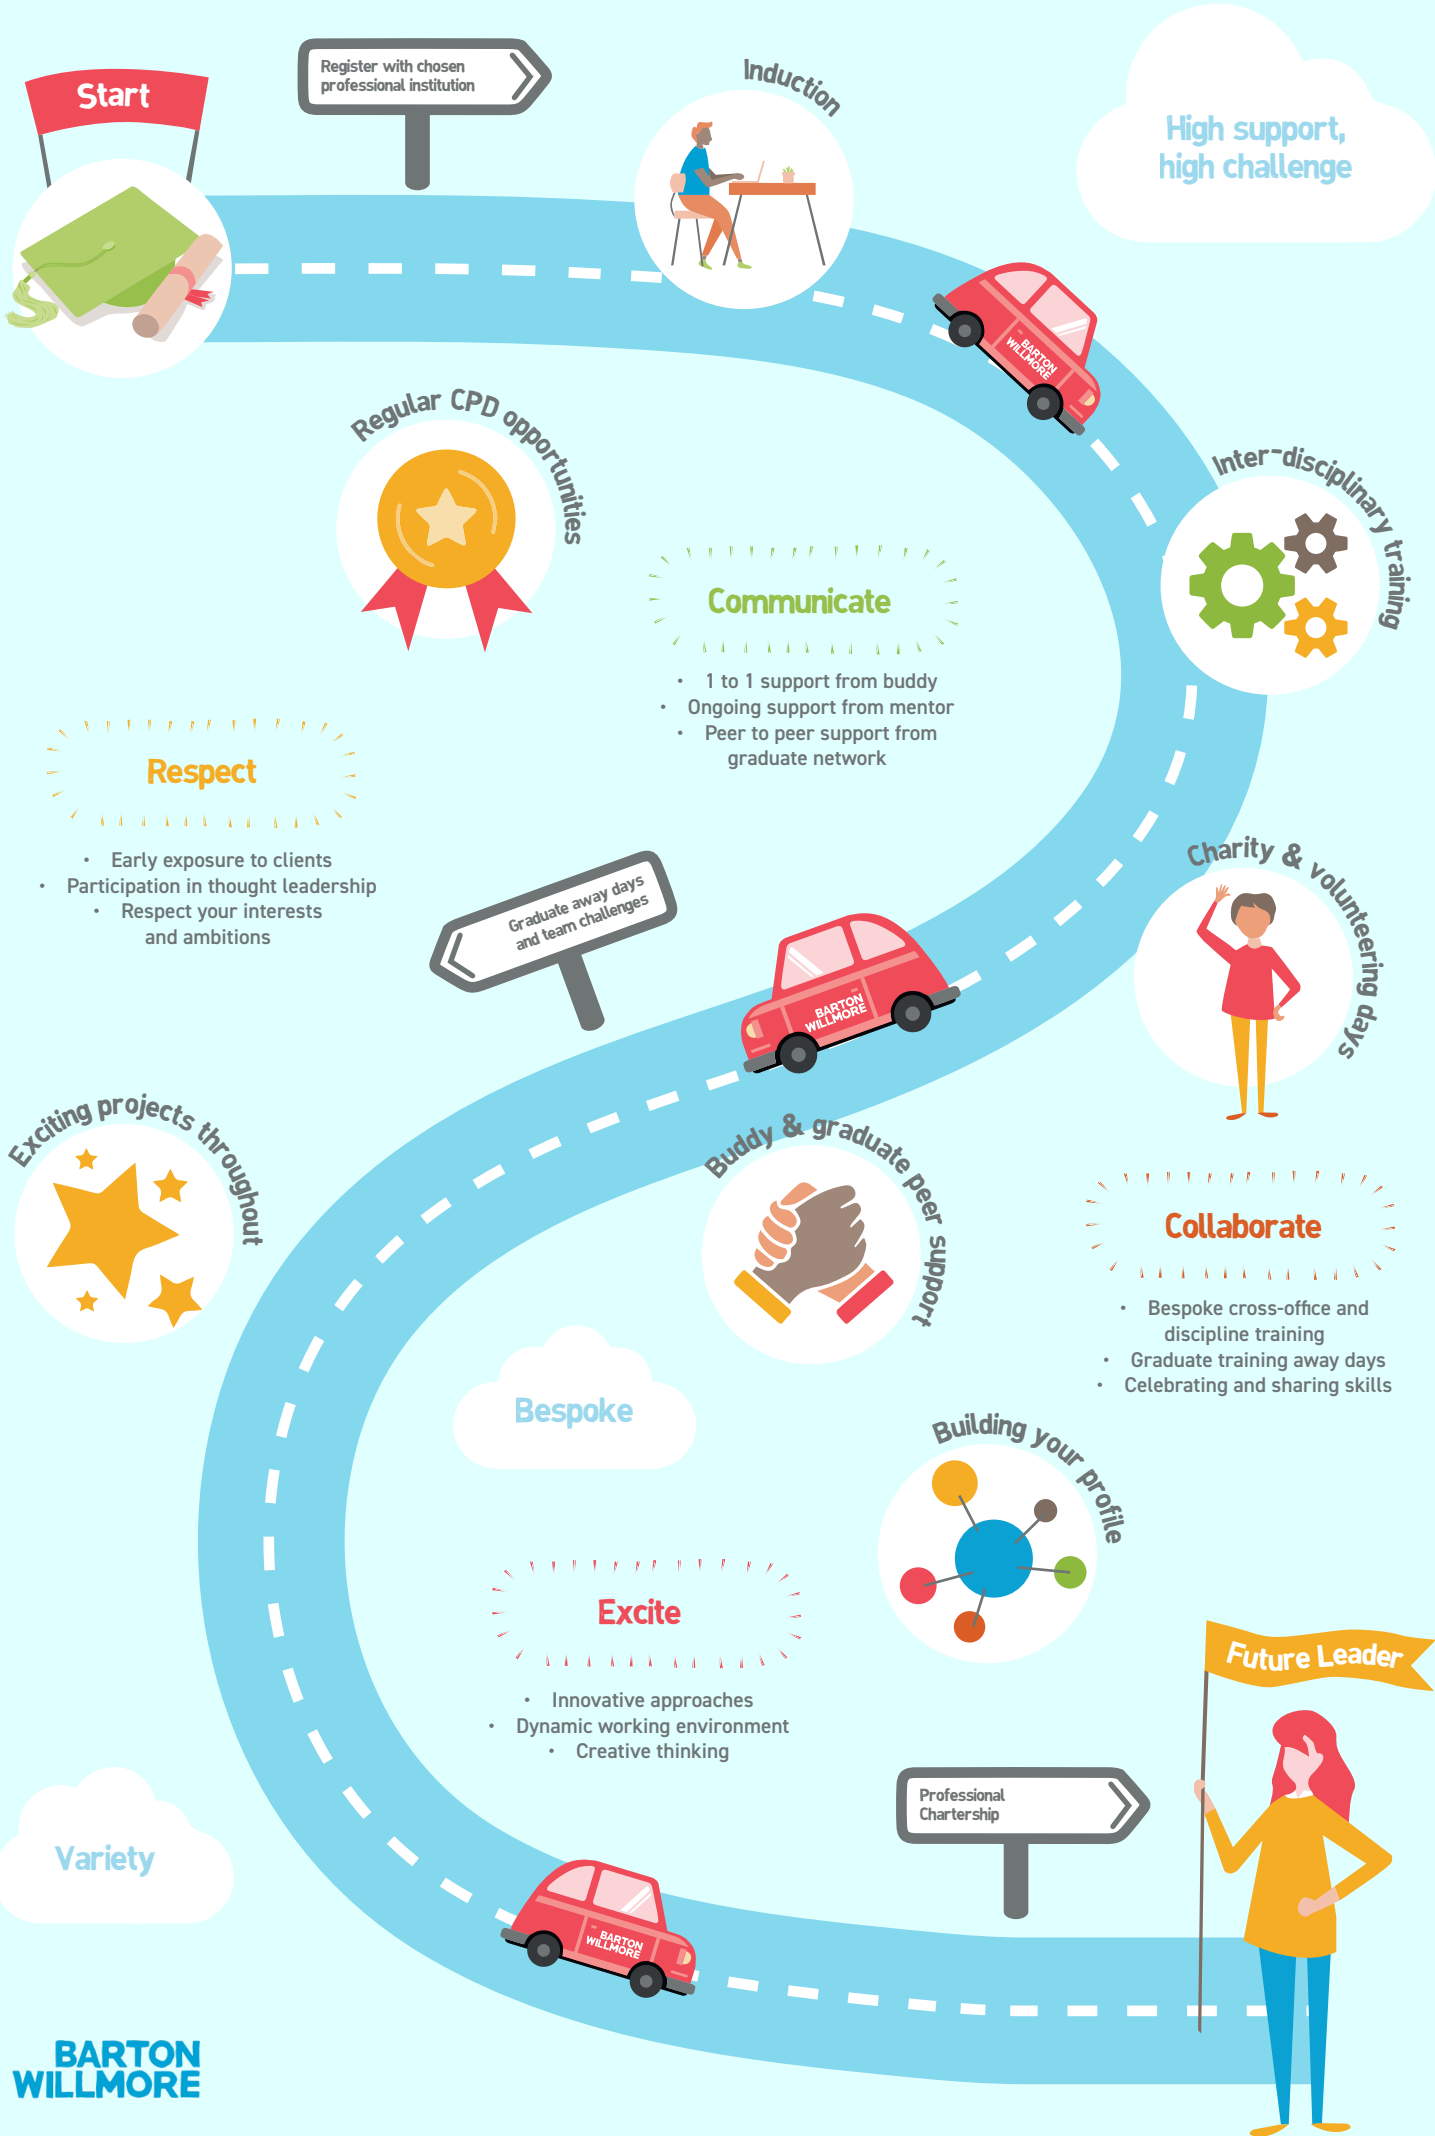 Start
Register with chosen
professional institution
Induction
High support,
high challenge
BARTON
WILLMORE
Regular CPD opportunities
Inter-disciplinary training
Communicate
• 1 to 1 support from buddy
• Ongoing support from mentor
• Peer to peer support from
graduate network
Respect
• Early exposure to clients
• Participation in thought leadership
• Respect your interests
and ambitions
Graduate away days
and team challenges
Charity & volunteering days
BARTON
WILLMORE
Exciting projects throughout
Buddy & graduate peer support
Collaborate
• Bespoke cross-office and
discipline training
• Graduate training away days
• Celebrating and sharing skills
Bespoke
Building your profile
Excite
• Innovative approaches
• Dynamic working environment
• Creative thinking
Future Leader
Professional
Chartership
Variety
BARTON
WILLMORE
BARTON
WILLMORE